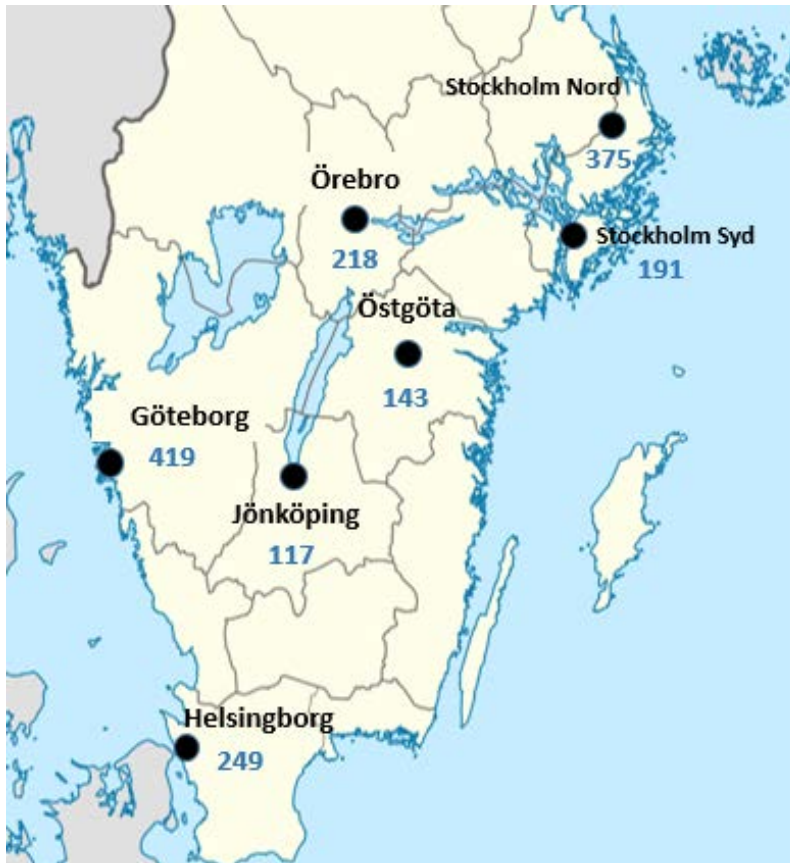 Stockholm Nord
375
Örebro
218
Stockholm Syd
191
Östgöta
143
Göteborg
419
Jönköping
117
Helsingborg
249